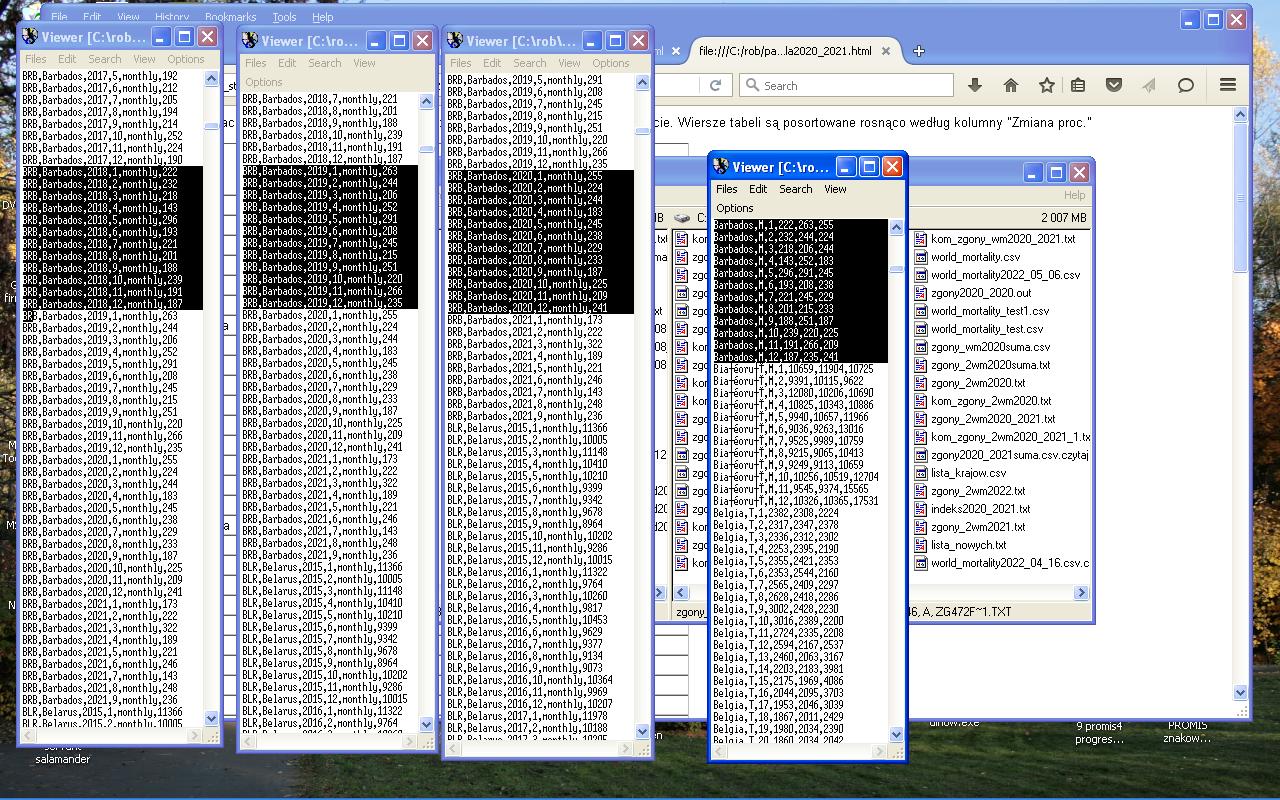 File Edit View History Bookmarks Tools Help
Viewer [C:\rob...
Files Edit Search View Options
BRB,Barbados,2017,5,monthly,192
BRB,Barbados,2017,6,monthly,212
BRB,Barbados,2017,7,monthly,205
BRB,Barbados,2017,8,monthly,194
BRB,Barbados,2017,9,monthly,214
BRB,Barbados,2017,10,monthly,252
BRB,Barbados,2017,11,monthly,224
BRB,Barbados,2017,12,monthly,190
BRB,Barbados,2018,1,monthly,222
BRB,Barbados,2018,2,monthly,232
BRB,Barbados,2018,3,monthly,218
BRB,Barbados,2018,4,monthly,143
BRB,Barbados,2018,5,monthly,296
BRB,Barbados,2018,6,monthly,193
BRB,Barbados,2018,7,monthly,221
BRB,Barbados,2018,8,monthly,201
BRB,Barbados,2018,9,monthly,188
BRB,Barbados,2018,10,monthly,239
BRB,Barbados,2018,11,monthly,191
BRB,Barbados,2018,12,monthly,187
BRB,Barbados,2019,1,monthly,263
BRB,Barbados,2019,2,monthly,244
BRB,Barbados,2019,3,monthly,206
BRB,Barbados,2019,4,monthly,252
BRB,Barbados,2019,5,monthly,291
BRB,Barbados,2019,6,monthly,208
BRB,Barbados,2019,7,monthly,245
BRB,Barbados,2019,8,monthly,215
BRB,Barbados,2019,9,monthly,251
BRB,Barbados,2019,10,monthly,220
BRB,Barbados,2019,11,monthly,266
BRB,Barbados,2019,12,monthly,235
BRB,Barbados,2020,1,monthly,255
BRB,Barbados,2020,2,monthly,224
BRB,Barbados,2020,3,monthly,244
BRB,Barbados,2020,4,monthly,183
BRB,Barbados,2020,5,monthly,245
BRB,Barbados,2020,6,monthly,238
BRB,Barbados,2020,7,monthly,229
BRB,Barbados,2020,8,monthly,233
BRB,Barbados,2020,9,monthly,187
BRB,Barbados,2020,10,monthly,225
BRB,Barbados,2020,11,monthly,209
BRB,Barbados,2020,12,monthly,241
BRB,Barbados,2021,1,monthly,173
BRB,Barbados,2021,2,monthly,222
BRB,Barbados,2021,3,monthly,322
BRB,Barbados,2021,4,monthly,189
BRB,Barbados,2021,5,monthly,221
BRB,Barbados,2021,6,monthly,246
BRB,Barbados,2021,7,monthly,143
BRB,Barbados,2021,8,monthly,248
BRB,Barbados,2021,9,monthly,236
BLR,Belarus,2015,1,monthly,11366
BLR,Belarus,2015,2,monthly,10005
Viewer [C:\ro...
Files Edit Search View
Options
BRB,Barbados,2018,7,monthly,221
BRB,Barbados,2018,8,monthly,201
BRB,Barbados,2018,9,monthly,188
BRB,Barbados,2018,10,monthly,239
BRB,Barbados,2018,11,monthly,191
BRB,Barbados,2018,12,monthly,187
BRB,Barbados,2019,1,monthly,263
BRB,Barbados,2019,2,monthly,244
BRB,Barbados,2019,3,monthly,206
BRB,Barbados,2019,4,monthly,252
BRB,Barbados,2019,5,monthly,291
BRB,Barbados,2019,6,monthly,208
BRB,Barbados,2019,7,monthly,245
BRB,Barbados,2019,8,monthly,215
BRB,Barbados,2019,9,monthly,251
BRB,Barbados,2019,10,monthly,220
BRB,Barbados,2019,11,monthly,266
BRB,Barbados,2019,12,monthly,235
BRB,Barbados,2020,1,monthly,255
BRB,Barbados,2020,2,monthly,224
BRB,Barbados,2020,3,monthly,244
BRB,Barbados,2020,4,monthly,183
BRB,Barbados,2020,5,monthly,245
BRB,Barbados,2020,6,monthly,238
BRB,Barbados,2020,7,monthly,229
BRB,Barbados,2020,8,monthly,233
BRB,Barbados,2020,9,monthly,187
BRB,Barbados,2020,10,monthly,225
BRB,Barbados,2020,11,monthly,209
BRB,Barbados,2020,12,monthly,241
BRB,Barbados,2021,1,monthly,173
BRB,Barbados,2021,2,monthly,222
BRB,Barbados,2021,3,monthly,322
BRB,Barbados,2021,4,monthly,189
BRB,Barbados,2021,5,monthly,221
BRB,Barbados,2021,6,monthly,246
BRB,Barbados,2021,7,monthly,143
BRB,Barbados,2021,8,monthly,248
BRB,Barbados,2021,9,monthly,236
BLR,Belarus,2015,1,monthly,11366
BLR,Belarus,2015,2,monthly,10005
BLR,Belarus,2015,3,monthly,11148
BLR,Belarus,2015,4,monthly,10410
BLR,Belarus,2015,5,monthly,10210
BLR,Belarus,2015,6,monthly,9399
BLR,Belarus,2015,7,monthly,9342
BLR,Belarus,2015,8,monthly,9678
BLR,Belarus,2015,9,monthly,8964
BLR,Belarus,2015,10,monthly,10202
BLR,Belarus,2015,11,monthly,9286
BLR,Belarus,2015,12,monthly,10015
BLR,Belarus,2016,1,monthly,11322
BLR,Belarus,2016,2,monthly,9764
Viewer [C:\rob\...
Files Edit Search View Options
BRB,Barbados,2019,5,monthly,291
BRB,Barbados,2019,6,monthly,208
BRB,Barbados,2019,7,monthly,245
BRB,Barbados,2019,8,monthly,215
BRB,Barbados,2019,9,monthly,251
BRB,Barbados,2019,10,monthly,220
BRB,Barbados,2019,11,monthly,266
BRB,Barbados,2019,12,monthly,235
BRB,Barbados,2020,1,monthly,255
BRB,Barbados,2020,2,monthly,224
BRB,Barbados,2020,3,monthly,244
BRB,Barbados,2020,4,monthly,183
BRB,Barbados,2020,5,monthly,245
BRB,Barbados,2020,6,monthly,238
BRB,Barbados,2020,7,monthly,229
BRB,Barbados,2020,8,monthly,233
BRB,Barbados,2020,9,monthly,187
BRB,Barbados,2020,10,monthly,225
BRB,Barbados,2020,11,monthly,209
BRB,Barbados,2020,12,monthly,241
BRB,Barbados,2021,1,monthly,173
BRB,Barbados,2021,2,monthly,222
BRB,Barbados,2021,3,monthly,322
BRB,Barbados,2021,4,monthly,189
BRB,Barbados,2021,5,monthly,221
BRB,Barbados,2021,6,monthly,246
BRB,Barbados,2021,7,monthly,143
BRB,Barbados,2021,8,monthly,248
BRB,Barbados,2021,9,monthly,236
BLR,Belarus,2015,1,monthly,11366
BLR,Belarus,2015,2,monthly,10005
BLR,Belarus,2015,3,monthly,11148
BLR,Belarus,2015,4,monthly,10410
BLR,Belarus,2015,5,monthly,10210
BLR,Belarus,2015,6,monthly,9399
BLR,Belarus,2015,7,monthly,9342
BLR,Belarus,2015,8,monthly,9678
BLR,Belarus,2015,9,monthly,8964
BLR,Belarus,2015,10,monthly,10202
BLR,Belarus,2015,11,monthly,9286
BLR,Belarus,2015,12,monthly,10015
BLR,Belarus,2016,1,monthly,11322
BLR,Belarus,2016,2,monthly,9764
BLR,Belarus,2016,3,monthly,10260
BLR,Belarus,2016,4,monthly,9817
BLR,Belarus,2016,5,monthly,10453
BLR,Belarus,2016,6,monthly,9629
BLR,Belarus,2016,7,monthly,9377
BLR,Belarus,2016,8,monthly,9134
BLR,Belarus,2016,9,monthly,9073
BLR,Belarus,2016,10,monthly,10364
BLR,Belarus,2016,11,monthly,9969
BLR,Belarus,2016,12,monthly,10207
BLR,Belarus,2017,1,monthly,11978
BLR,Belarus,2017,2,monthly,10188
file:///C:/rob/pa...la2020_2021.html
Search
cie. Wiersze tabeli są posortowane rosnąco według kolumny "Zmiana proc."
Help
2 007 MB
Viewer [C:\ro...
Files Edit Search View
Options
Barbados,M,1,222,263,255
Barbados,M,2,232,244,224
Barbados,M,3,218,206,244
Barbados,M,4,143,252,183
Barbados,M,5,296,291,245
Barbados,M,6,193,208,238
Barbados,M,7,221,245,229
Barbados,M,8,201,215,233
Barbados,M,9,188,251,187
Barbados,M,10,239,220,225
Barbados,M,11,191,266,209
Barbados,M,12,187,235,241
,M,1,10659,11904,10725
,M,2,9391,10115,9622
,M,3,12080,10206,10690
,M,4,10825,10343,10886
,M,5,9940,10657,11966
,M,6,9036,9263,13016
,M,7,9525,9989,10759
,M,8,9215,9065,10413
,M,9,9249,9113,10659
,M,10,10256,10519,12704
,M,11,9545,9374,15565
,M,12,10326,10365,17531
Belgia,T,1,2382,2308,2224
Belgia,T,2,2317,2347,2378
Belgia,T,3,2336,2312,2302
Belgia,T,4,2253,2395,2190
Belgia,T,5,2355,2421,2353
Belgia,T,6,2353,2544,2160
Belgia,T,7,2565,2409,2297
Belgia,T,8,2628,2418,2286
Belgia,T,9,3002,2428,2230
Belgia,T,10,3016,2389,2200
Belgia,T,11,2724,2335,2208
Belgia,T,12,2594,2167,2537
Belgia,T,13,2460,2063,3167
Belgia,T,14,2203,2183,3981
Belgia,T,15,2175,1969,4086
Belgia,T,16,2044,2095,3703
Belgia,T,17,1953,2046,3039
Belgia,T,18,1867,2011,2429
Belgia,T,19,1980,2034,2390
Belgia,T,20,1860,2034,2042
kom_zgony_wm2020_2021.txt
world_mortality.csv
world_mortality2022_05_06.csv
zgony2020_2020.out
world_mortality_test1.csv
world_mortality_test.csv
zgony_wm2020suma.csv
zgony_2wm2020suma.txt
zgony_2wm2020.txt
kom_zgony_2wm2020.txt
zgony_2wm2020_2021.txt
kom_zgony_2wm2020_2021_1.tx
zgony2020_2021suma.csv.czytaj
lista_krajow.csv
zgony_2wm2022.txt
indeks2020_2021.txt
zgony_2wm2021.txt
lista_nowych.txt
world_mortality2022_04_16.csv.c
zgony_
46, A, ZG472F~1.TXT
salamander
dinow.exe
9 promis4
progres...
PROMIS
znakow...